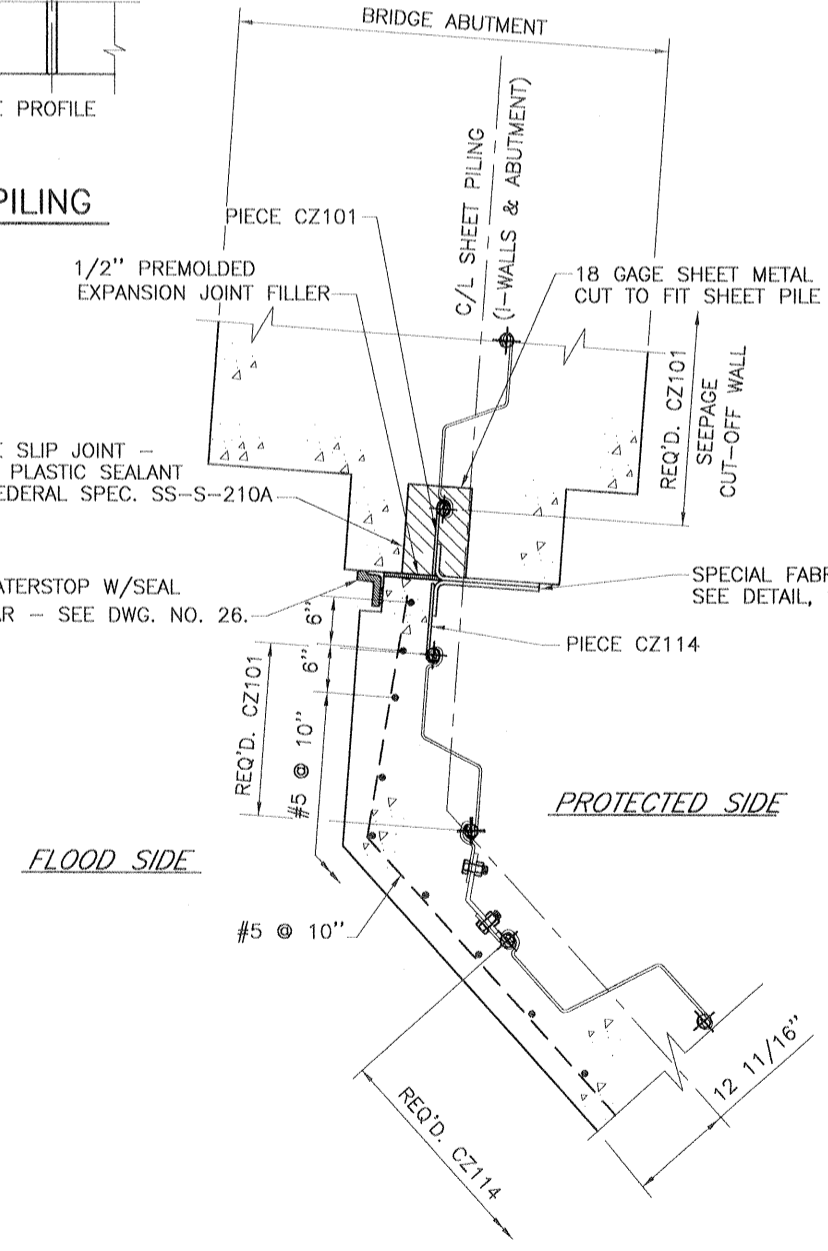 BRIDGE ABUTMENT
PROFILE
PILING
PIECE CZ101
C/L SHEET PILING
(I-WALLS & ABUTMENT)
1/2" PREMOLDED
EXPANSION JOINT FILLER
18 GAGE SHEET METAL
CUT TO FIT SHEET PILE
REQ'D. CZ101
SEEPAGE
CUT-OFF WALL
SLIP JOINT –
PLASTIC SEALANT
FEDERAL SPEC. SS-S-210A
WATERSTOP W/SEAL
SEE DWG. NO. 26.
SPECIAL
SEE DETAIL,
6"
6"
PIECE CZ114
REQ'D. CZ101
#5 @ 10"
PROTECTED SIDE
FLOOD SIDE
#5 @ 10"
REQ'D. CZ114
12 11/16"